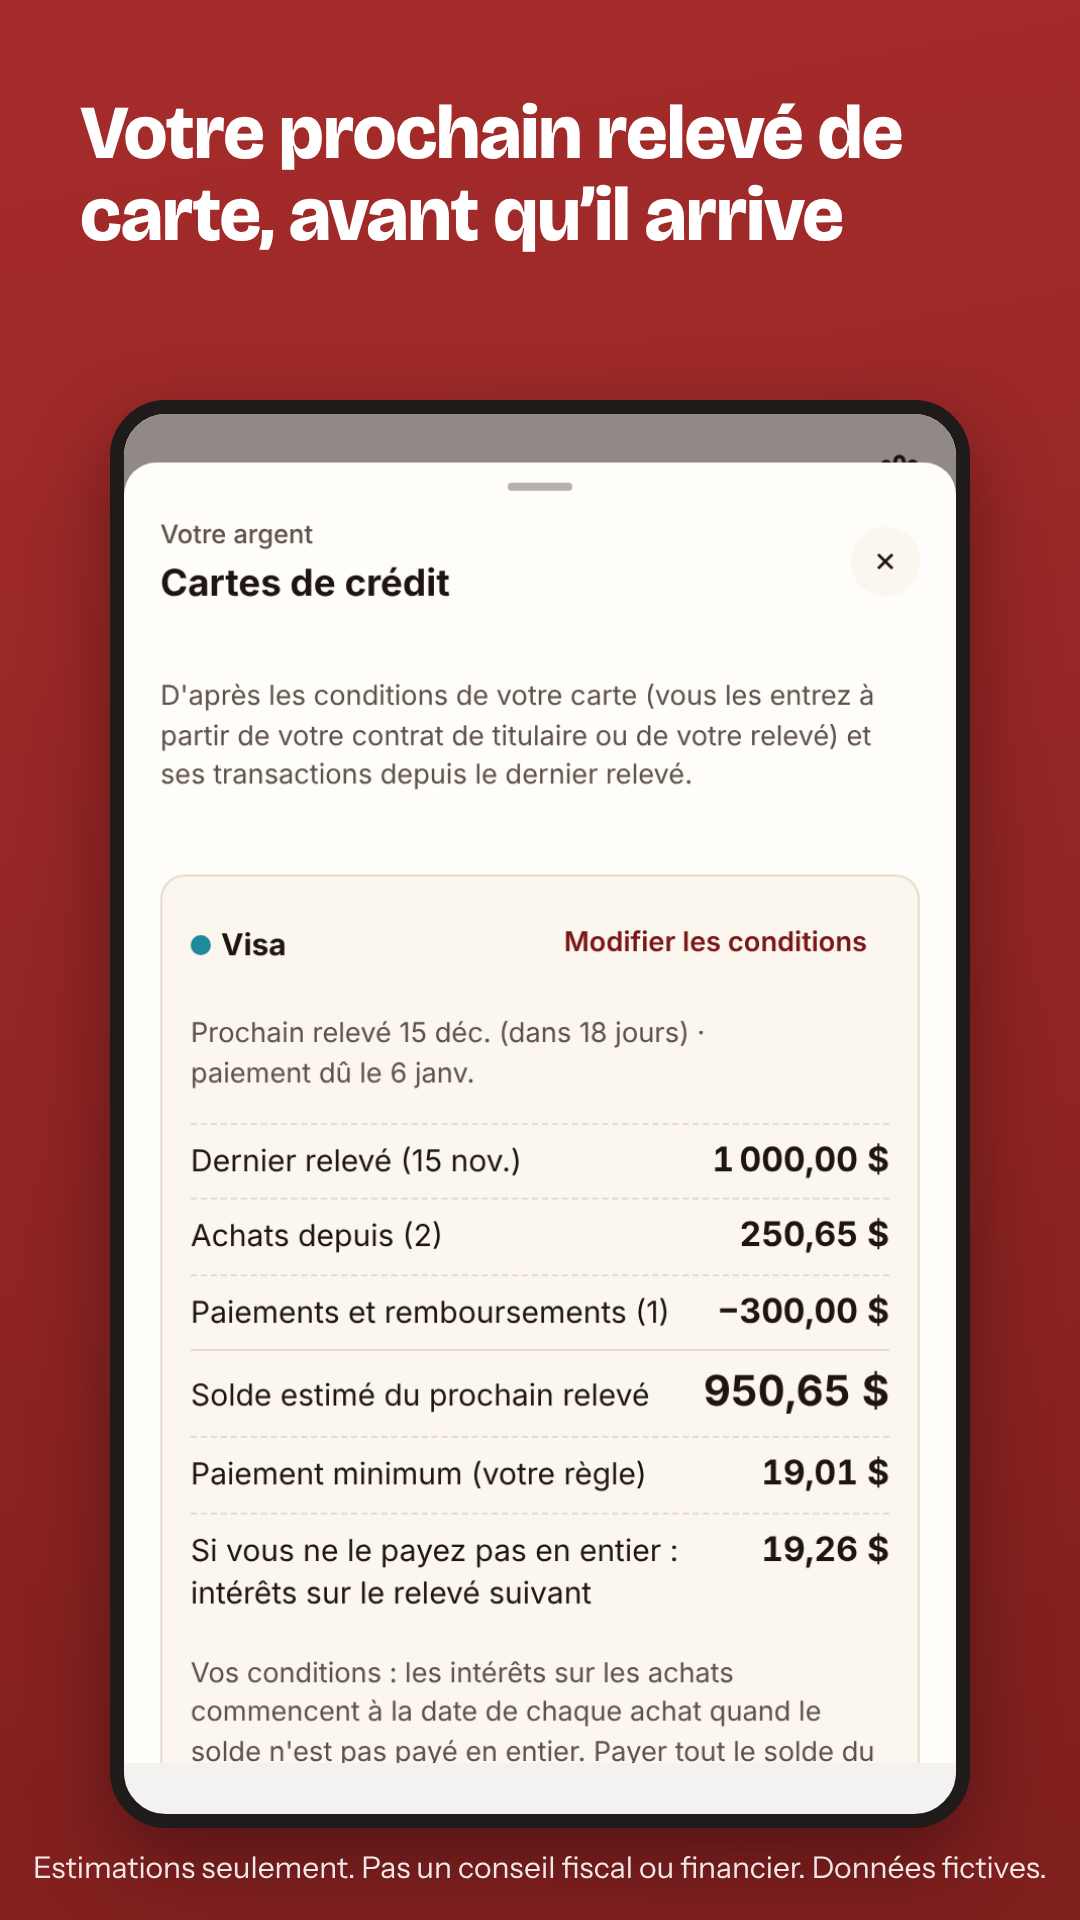 Votre prochain relevé de
carte, avant qu’il arrive
Votre argent
Cartes de crédit
×
D'après les conditions de votre carte (vous les entrez à
partir de votre contrat de titulaire ou de votre relevé) et
ses transactions depuis le dernier relevé.
Visa Modifier les conditions
Prochain relevé 15 déc. (dans 18 jours) ·
paiement dû le 6 janv.
Dernier relevé (15 nov.) 1 000,00 $
Achats depuis (2) 250,65 $
Paiements et remboursements (1) −300,00 $
Solde estimé du prochain relevé 950,65 $
Paiement minimum (votre règle) 19,01 $
Si vous ne le payez pas en entier : 19,26 $
intérêts sur le relevé suivant
Vos conditions : les intérêts sur les achats
commencent à la date de chaque achat quand le
solde n'est pas payé en entier. Payer tout le solde du
Estimations seulement. Pas un conseil fiscal ou financier. Données fictives.